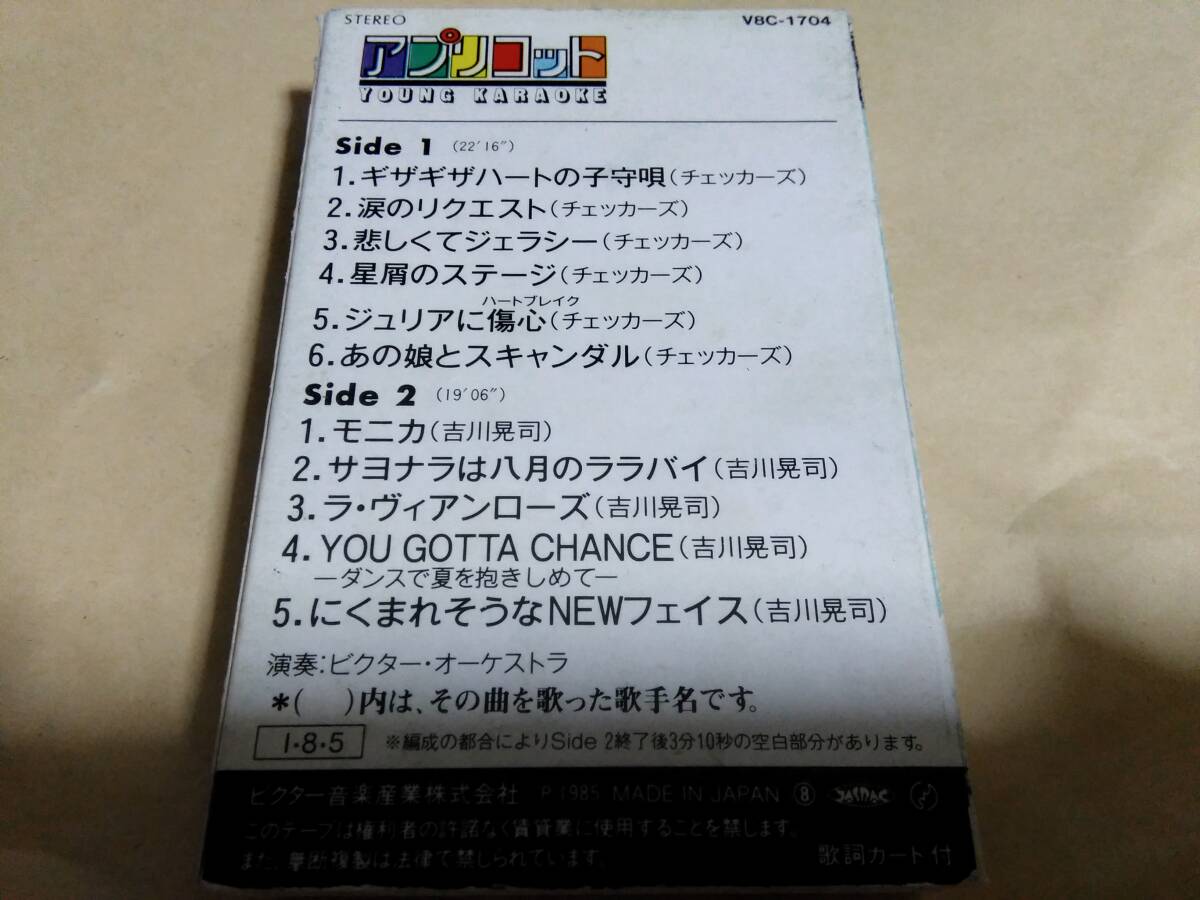 STEREO
V8C-1704
アプリコット
YOUNG KARAOKE
Side 1 (22'16")
1.ギザギザハートの子守唄(チェッカーズ)
2.涙のリクエスト(チェッカーズ)
3.悲しくてジェラシー(チェッカーズ)
4.星屑のステージ(チェッカーズ)
ハートブレイク
5.ジュリアに傷心(チェッカーズ)
6.あの娘とスキャンダル(チェッカーズ)
Side 2 (19'06")
1.モニカ(吉川晃司)
2.サヨナラは八月のララバイ(吉川晃司)
3.ラ・ヴィアンローズ(吉川晃司)
4.YOU GOTTA CHANCE(吉川晃司)
―ダンスで夏を抱きしめて―
5.にくまれそうなNEWフェイス(吉川晃司)
演奏:ビクター・オーケストラ
*( )内は、その曲を歌った歌手名です。
I・8・5 ※編成の都合によりSide 2終了後3分10秒の空白部分があります。
ビクター音楽産業株式会社 P 1985 MADE IN JAPAN ⑧ JASRAC
このテープは権利者の許諾なく賃貸業に使用することを禁じます。
また、無断複製は法律で禁じられています。
歌詞カード付